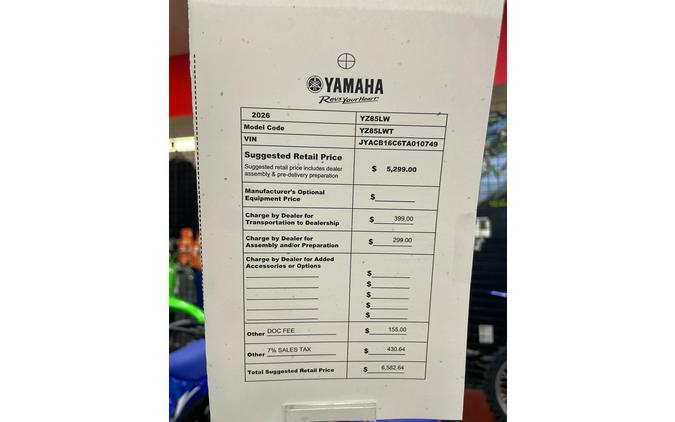 YAMAHA
Revs Your Heart
2026 YZ85LW
Model Code YZ85LWT
VIN JYACB16C6TA010749
Suggested Retail Price
Suggested retail price includes dealer
assembly & pre-delivery preparation
$ 5,299.00
Manufacturer's Optional
Equipment Price
$
Charge by Dealer for
Transportation to Dealership
$ 399.00
Charge by Dealer for
Assembly and/or Preparation
$ 299.00
Charge by Dealer for Added
Accessories or Options
$
$
$
$
$
Other DOC FEE $ 155.00
Other 7% SALES TAX $ 430.64
Total Suggested Retail Price $ 6,582.64